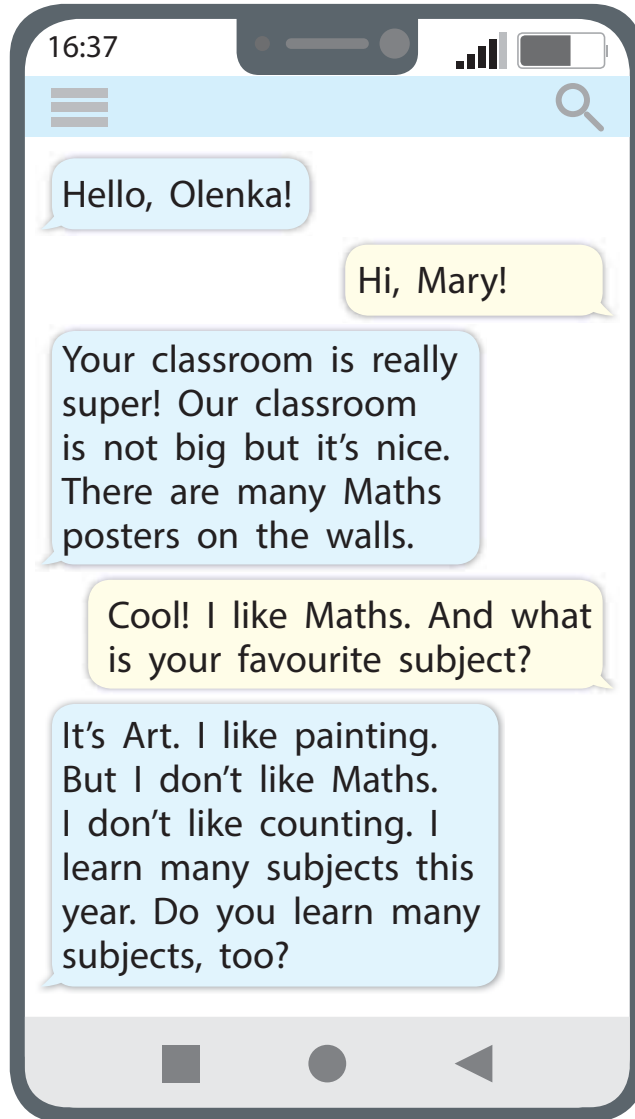 16:37
Hello, Olenka!
Hi, Mary!
Your classroom is really
super! Our classroom
is not big but it’s nice.
There are many Maths
posters on the walls.
Cool! I like Maths. And what
is your favourite subject?
It’s Art. I like painting.
But I don’t like Maths.
I don’t like counting. I
learn many subjects this
year. Do you learn many
subjects, too?